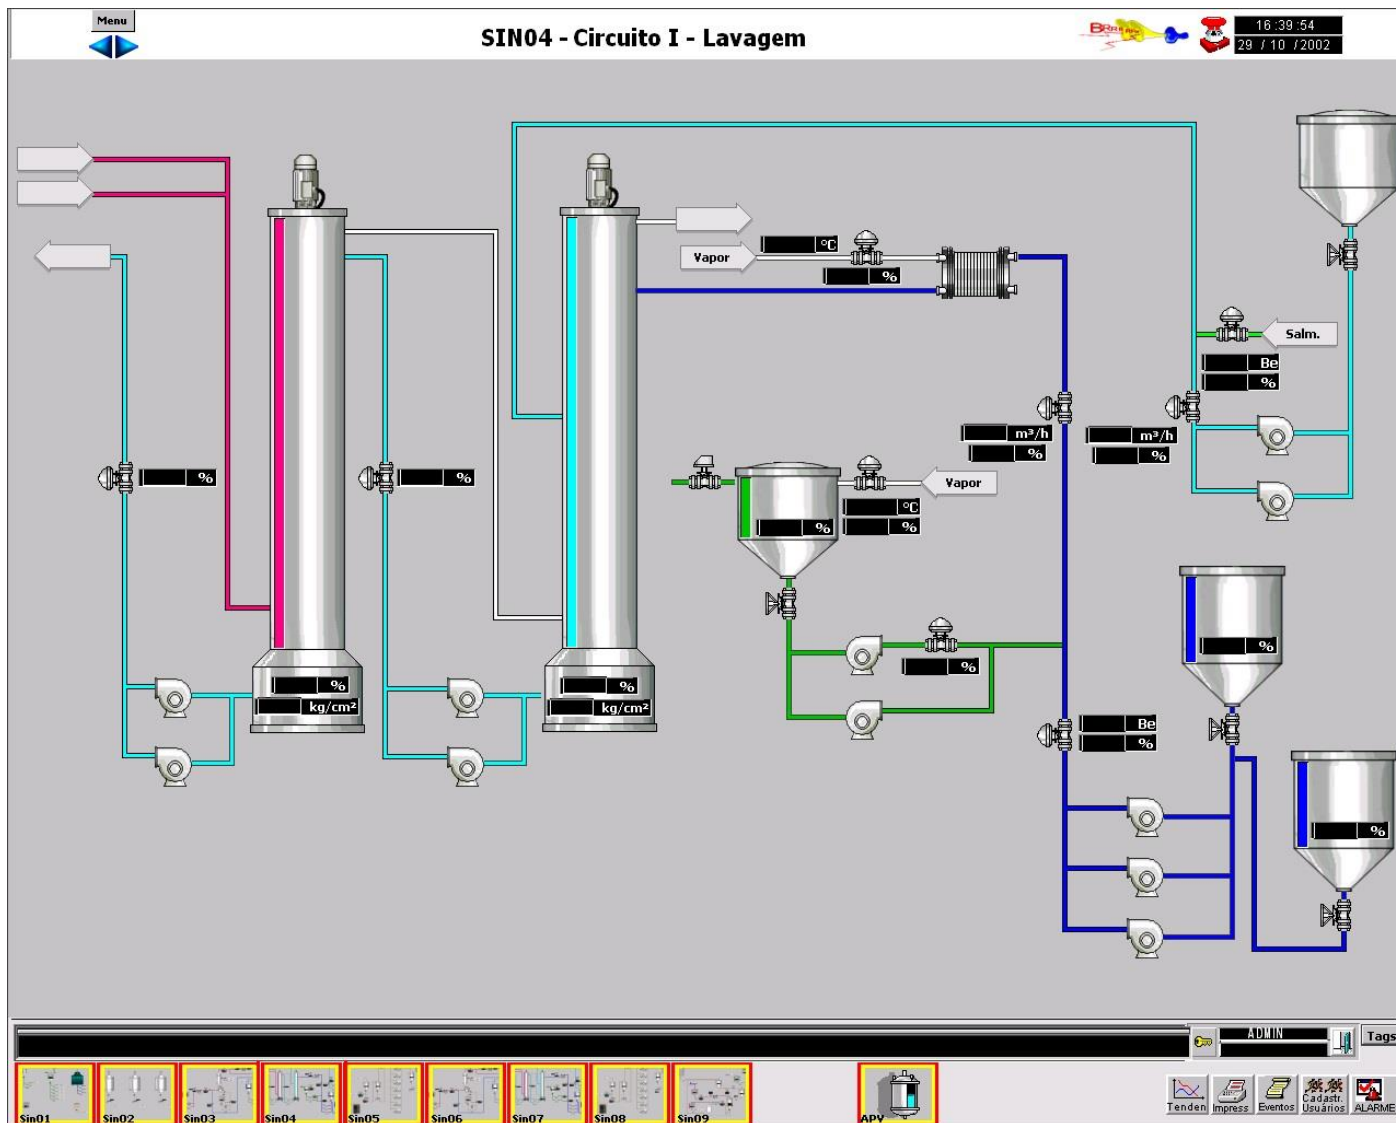 Menu
SIN04 - Circuito I - Lavagem
16:39:54
29 / 10 /2002
°C
Vapor
%
Salm.
Be
%
m³/h
%
m³/h
%
%
%
Vapor
°C
%
%
%
%
%
kg/cm²
%
kg/cm²
Be
%
%
ADMIN
Tags
Sin01
Sin02
Sin03
Sin04
Sin05
Sin06
Sin07
Sin08
Sin09
APV
Tenden
Impress
Eventos
Cadastr.
Usuários
ALARME